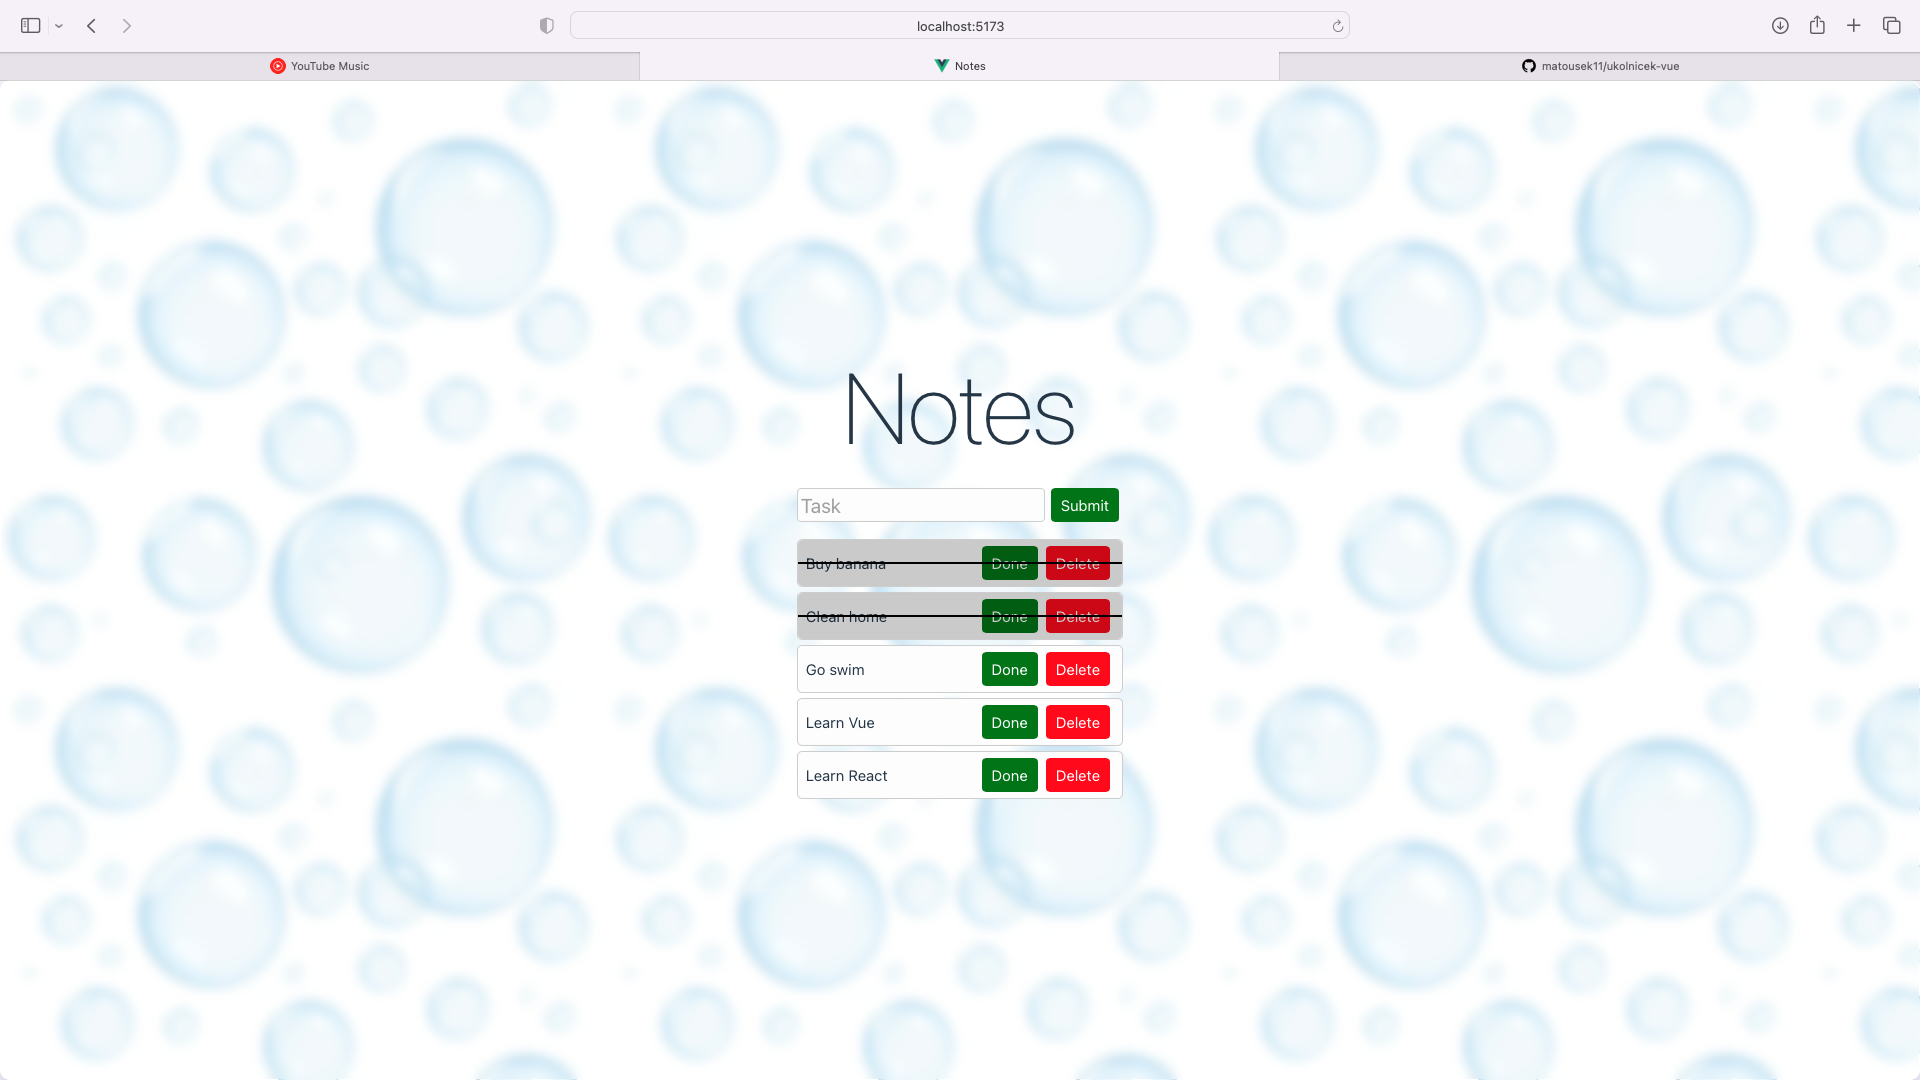 localhost:5173
YouTube Music
Notes
matousek11/ukolnicek-vue
Notes
Task Submit
Buy banana Done Delete
Clean home Done Delete
Go swim Done Delete
Learn Vue Done Delete
Learn React Done Delete